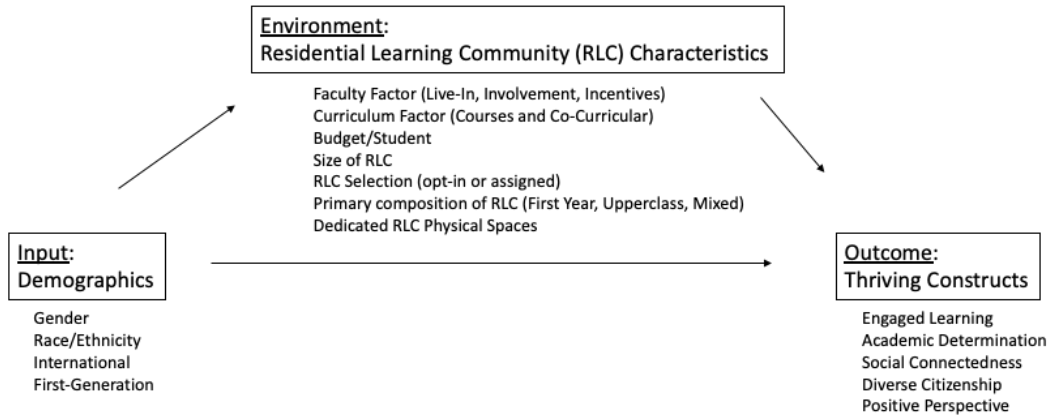 Environment:
Residential Learning Community (RLC) Characteristics
Faculty Factor (Live-In, Involvement, Incentives)
Curriculum Factor (Courses and Co-Curricular)
Budget/Student
Size of RLC
RLC Selection (opt-in or assigned)
Primary composition of RLC (First Year, Upperclass, Mixed)
Dedicated RLC Physical Spaces
Input:
Demographics
Gender
Race/Ethnicity
International
First-Generation
Outcome:
Thriving Constructs
Engaged Learning
Academic Determination
Social Connectedness
Diverse Citizenship
Positive Perspective